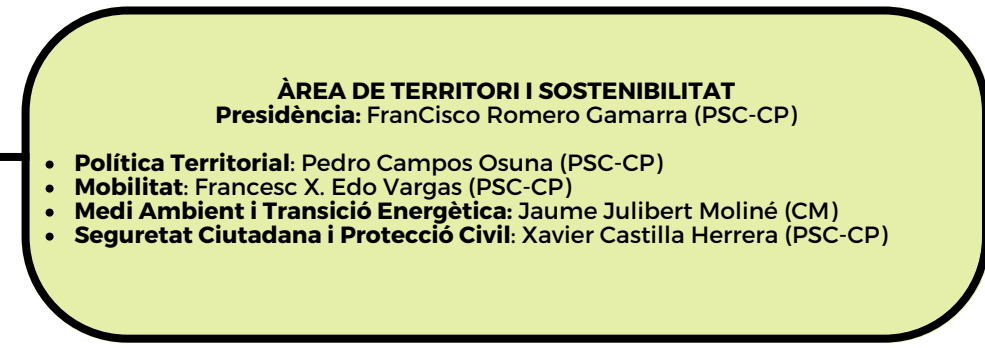 ÀREA DE TERRITORI I SOSTENIBILITAT
Presidència: FranCisco Romero Gamarra (PSC-CP)
• Política Territorial: Pedro Campos Osuna (PSC-CP)
• Mobilitat: Francesc X. Edo Vargas (PSC-CP)
• Medi Ambient i Transició Energètica: Jaume Julibert Moliné (CM)
• Seguretat Ciutadana i Protecció Civil: Xavier Castilla Herrera (PSC-CP)